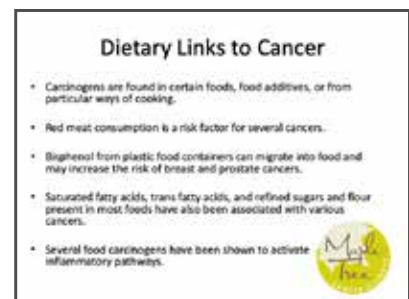 Dietary Links to Cancer
• Carcinogens are found in certain foods, food additives, or from
particular ways of cooking.
• Red meat consumption is a risk factor for several cancers.
• Bisphenol from plastic food containers can migrate into food and
may increase the risk of breast and prostate cancers.
• Saturated fatty acids, trans fatty acids, and refined sugars and flour
present in most foods have also been associated with various
cancers.
• Several food carcinogens have been shown to activate
inflammatory pathways.